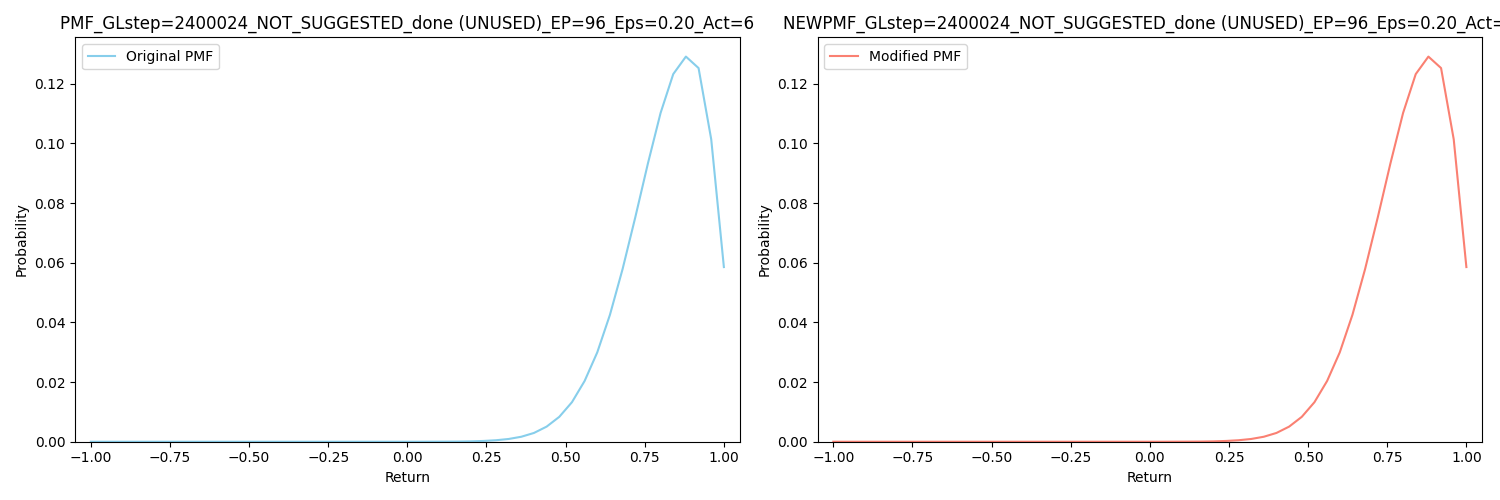 PMF_GLstep=2400024_NOT_SUGGESTED_done (UNUSED)_EP=96_Eps=0.20_Act=6
Original PMF
Probability
0.12
0.10
0.08
0.06
0.04
0.02
0.00
−1.00 −0.75 −0.50 −0.25 0.00 0.25 0.50 0.75 1.00
Return
NEWPMF_GLstep=2400024_NOT_SUGGESTED_done (UNUSED)_EP=96_Eps=0.20_Act=
Modified PMF
Probability
0.12
0.10
0.08
0.06
0.04
0.02
0.00
−1.00 −0.75 −0.50 −0.25 0.00 0.25 0.50 0.75 1.00
Return